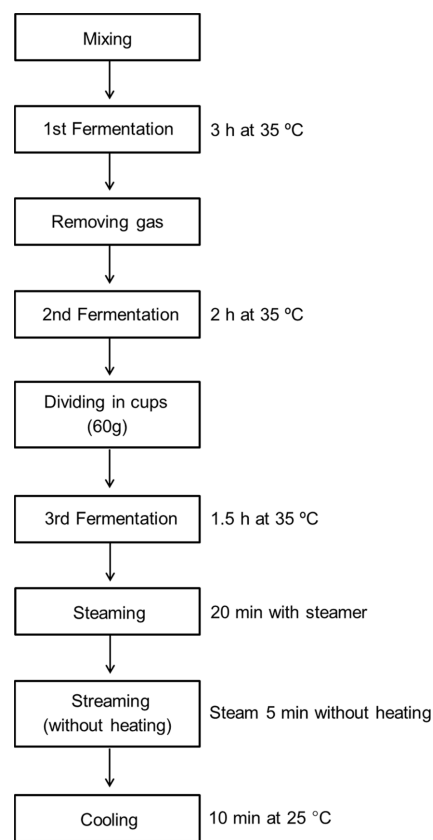 Mixing
1st Fermentation
3 h at 35 ºC
Removing gas
2nd Fermentation
2 h at 35 ºC
Dividing in cups
(60g)
3rd Fermentation
1.5 h at 35 ºC
Steaming
20 min with steamer
Streaming
(without heating)
Steam 5 min without heating
Cooling
10 min at 25 °C